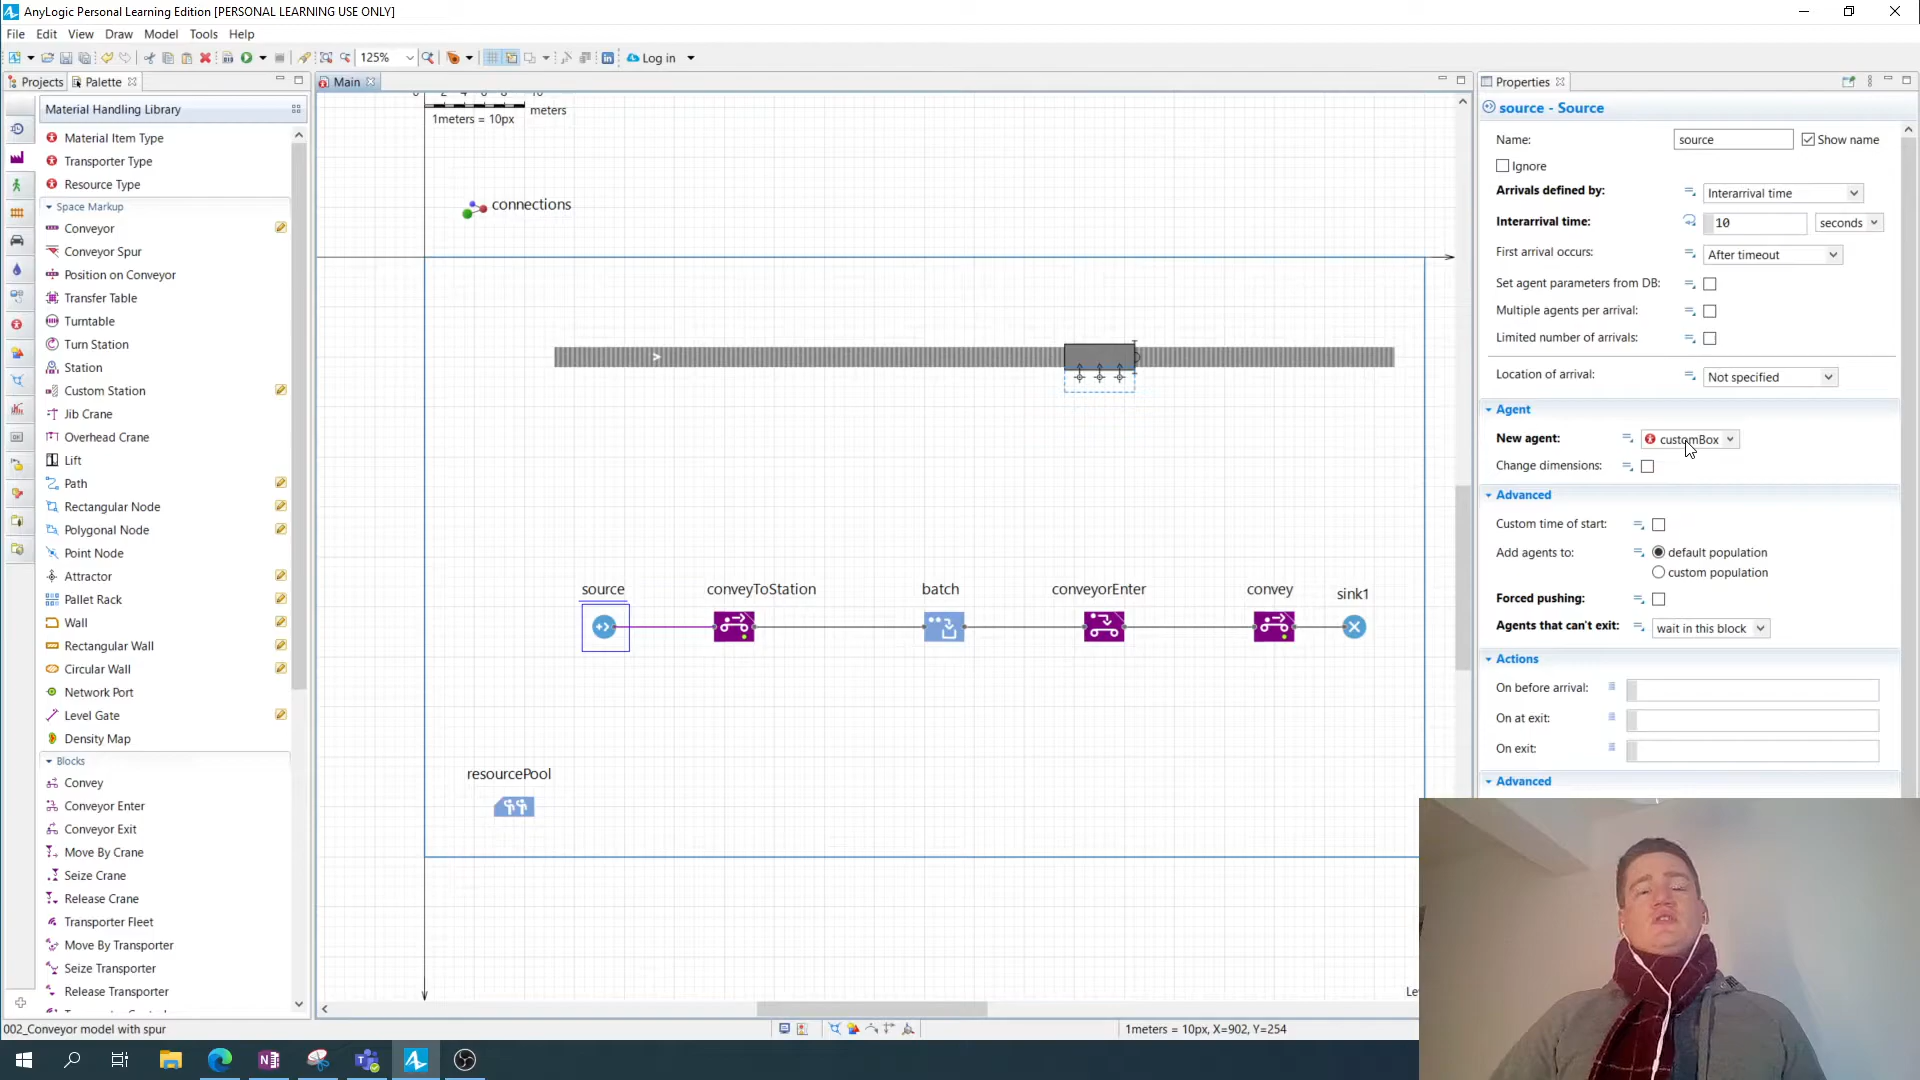 AnyLogic Personal Learning Edition [PERSONAL LEARNING USE ONLY]
File Edit View Draw Model Tools Help
125% Log in
Projects Palette
Main
Properties
Material Handling Library
Material Item Type
Transporter Type
Resource Type
Space Markup
Conveyor
Conveyor Spur
Position on Conveyor
Transfer Table
Turntable
Turn Station
Station
Custom Station
Jib Crane
Overhead Crane
Lift
Path
Rectangular Node
Polygonal Node
Point Node
Attractor
Pallet Rack
Wall
Rectangular Wall
Circular Wall
Network Port
Level Gate
Density Map
Blocks
Convey
Conveyor Enter
Conveyor Exit
Move By Crane
Seize Crane
Release Crane
Transporter Fleet
Move By Transporter
Seize Transporter
Release Transporter
0 2 4 6 8 10
meters
1meters = 10px
connections
source
conveyToStation
batch
conveyorEnter
convey
sink1
resourcePool
source - Source
Name: source Show name
Ignore
Arrivals defined by: Interarrival time
Interarrival time: 10 seconds
First arrival occurs: After timeout
Set agent parameters from DB:
Multiple agents per arrival:
Limited number of arrivals:
Location of arrival: Not specified
Agent
New agent: customBox
Change dimensions:
Advanced
Custom time of start:
Add agents to: default population
custom population
Forced pushing:
Agents that can't exit: wait in this block
Actions
On before arrival:
On at exit:
On exit:
Advanced
002_Conveyor model with spur
1meters = 10px, X=902, Y=254